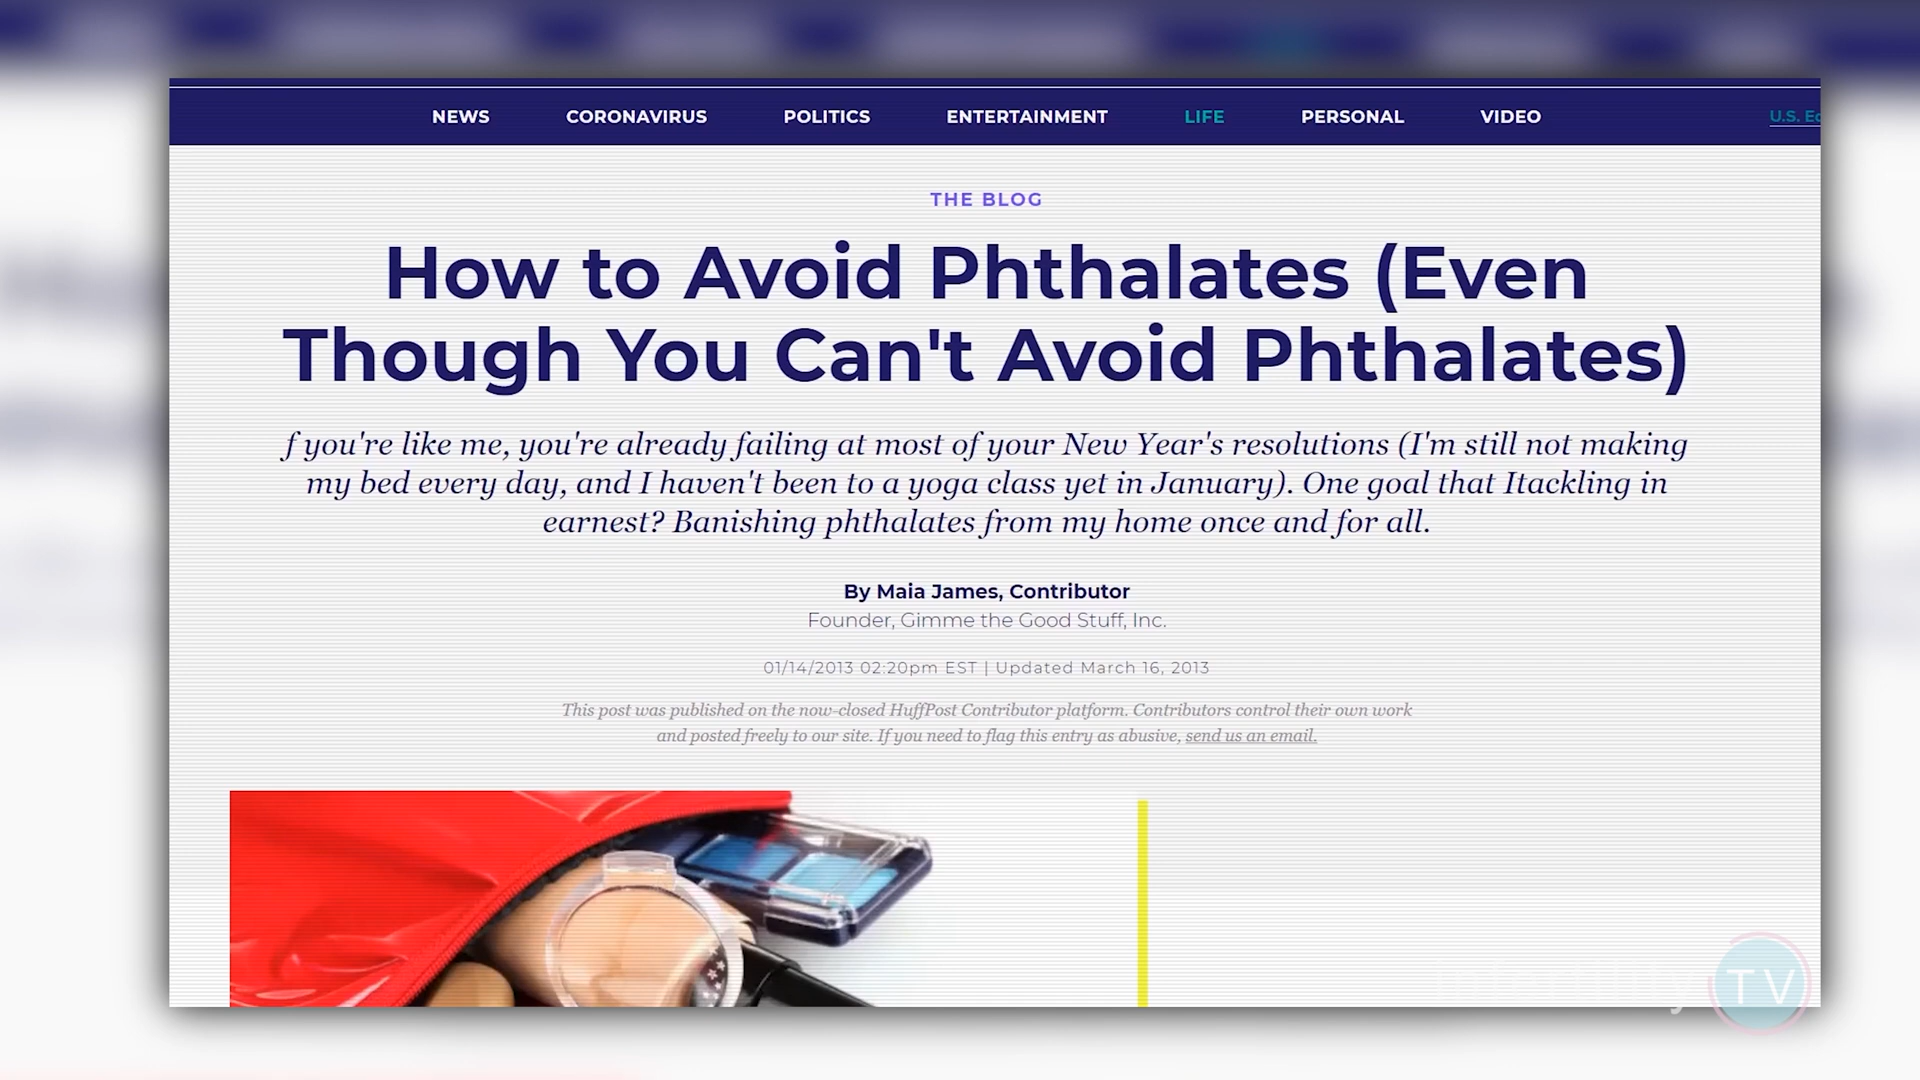 NEWS CORONAVIRUS POLITICS ENTERTAINMENT LIFE PERSONAL VIDEO U.S.
THE BLOG
How to Avoid Phthalates (Even
Though You Can't Avoid Phthalates)
f you're like me, you're already failing at most of your New Year's resolutions (I'm still not making
my bed every day, and I haven't been to a yoga class yet in January). One goal that Itackling in
earnest? Banishing phthalates from my home once and for all.
By Maia James, Contributor
Founder, Gimme the Good Stuff, Inc.
01/14/2013 02:20pm EST | Updated March 16, 2013
This post was published on the now-closed HuffPost Contributor platform. Contributors control their own work
and posted freely to our site. If you need to flag this entry as abusive, send us an email.
TV